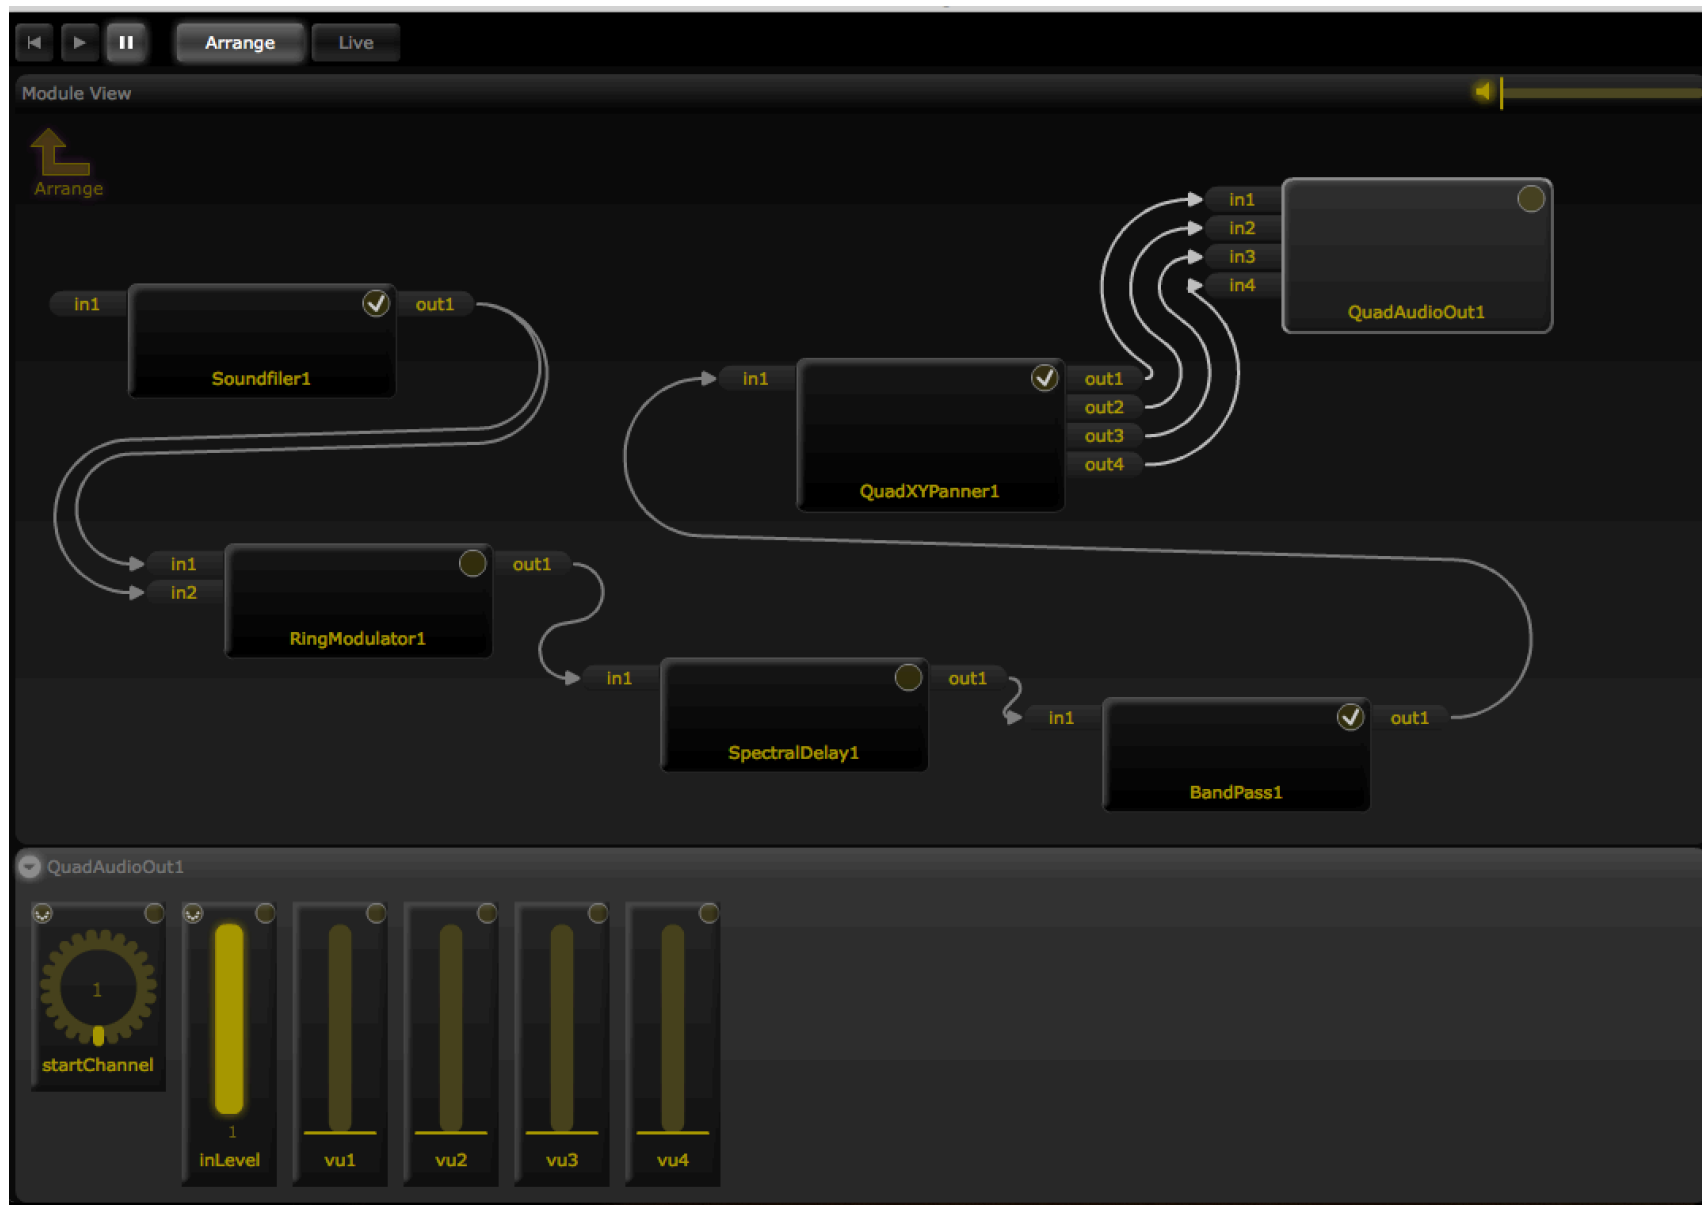 Arrange
Live
Module View
Arrange
in1
in2
in3
in4
QuadAudioOut1
in1
out1
Soundfiler1
in1
out1
out2
out3
out4
QuadXYPanner1
in1
in2
out1
RingModulator1
in1
out1
SpectralDelay1
in1
out1
BandPass1
QuadAudioOut1
1
startChannel
1
inLevel
vu1
vu2
vu3
vu4